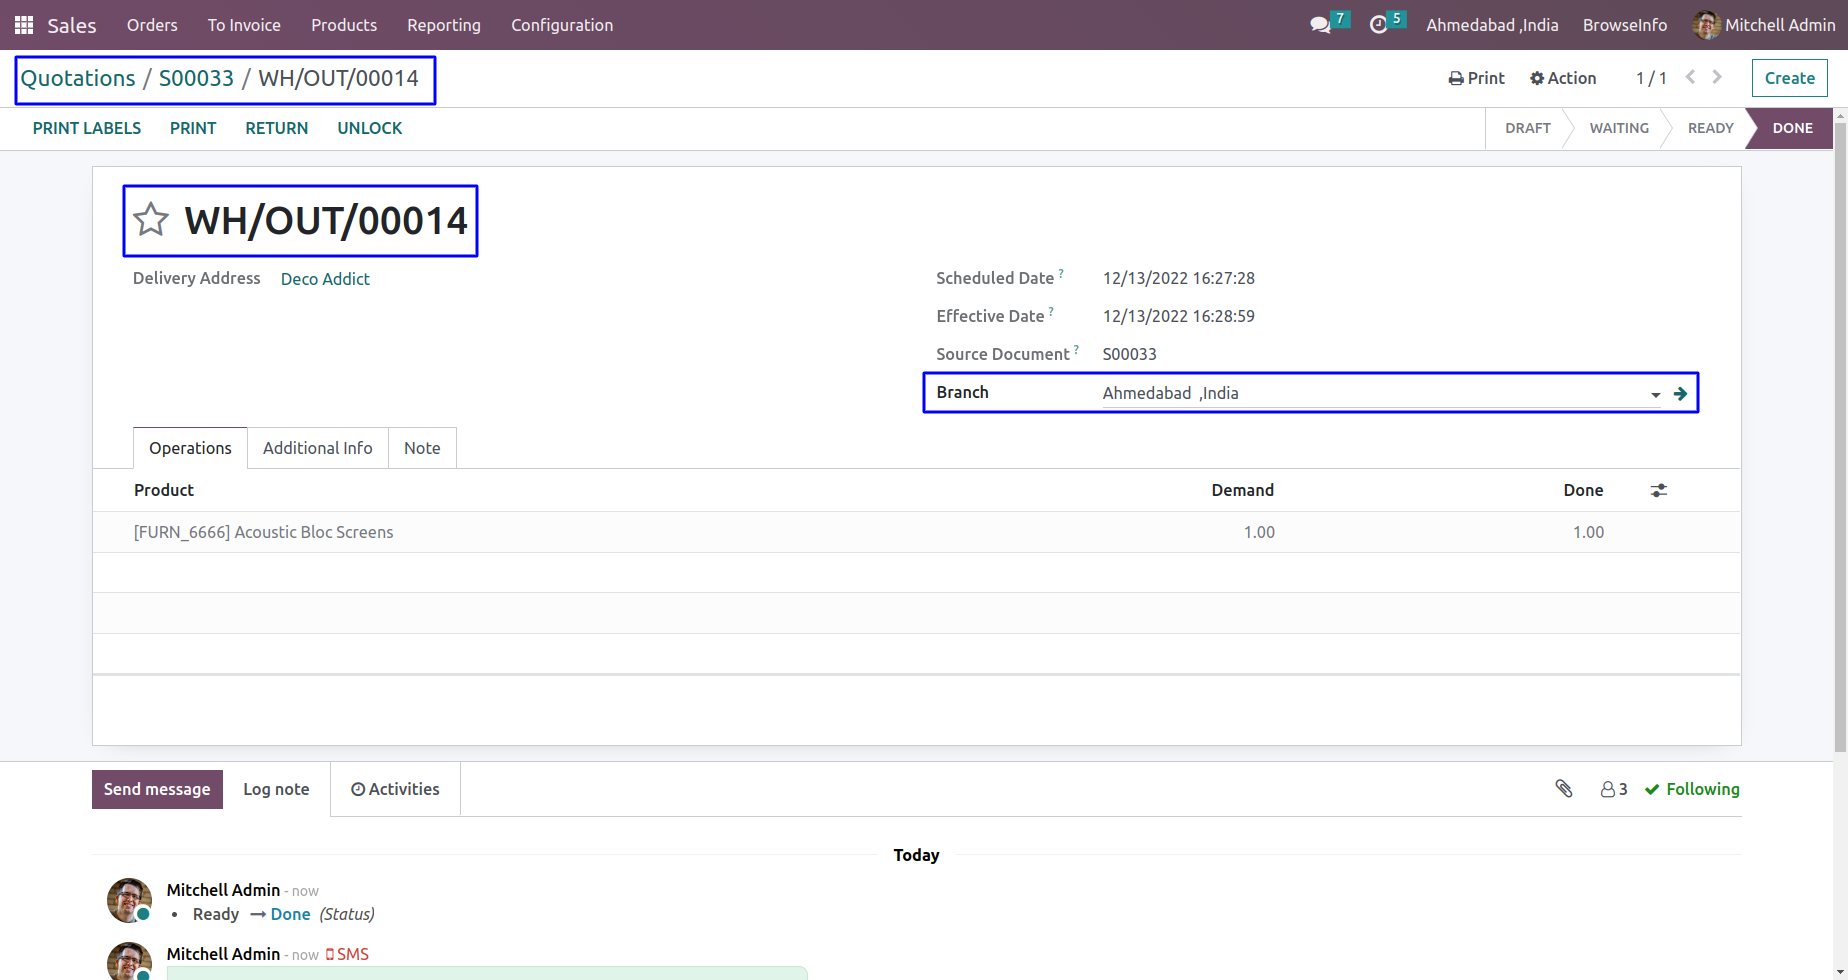 Sales Orders To Invoice Products Reporting Configuration 7 5 Ahmedabad ,India BrowseInfo Mitchell Admin
Quotations / S00033 / WH/OUT/00014 Print Action 1 / 1 Create
PRINT LABELS PRINT RETURN UNLOCK DRAFT WAITING READY DONE
WH/OUT/00014
Delivery Address Deco Addict Scheduled Date ? 12/13/2022 16:27:28
Effective Date ? 12/13/2022 16:28:59
Source Document ? S00033
Branch Ahmedabad ,India
Operations Additional Info Note
Product Demand Done
[FURN_6666] Acoustic Bloc Screens 1.00 1.00
Send message Log note Activities 3 Following
Today
Mitchell Admin - now
• Ready → Done (Status)
Mitchell Admin - now SMS